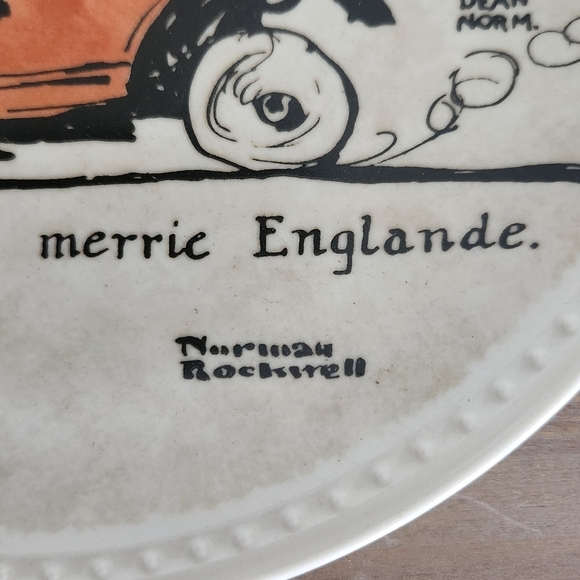 DEAN
NORM.
merrie Englande.
Norman
Rockwell